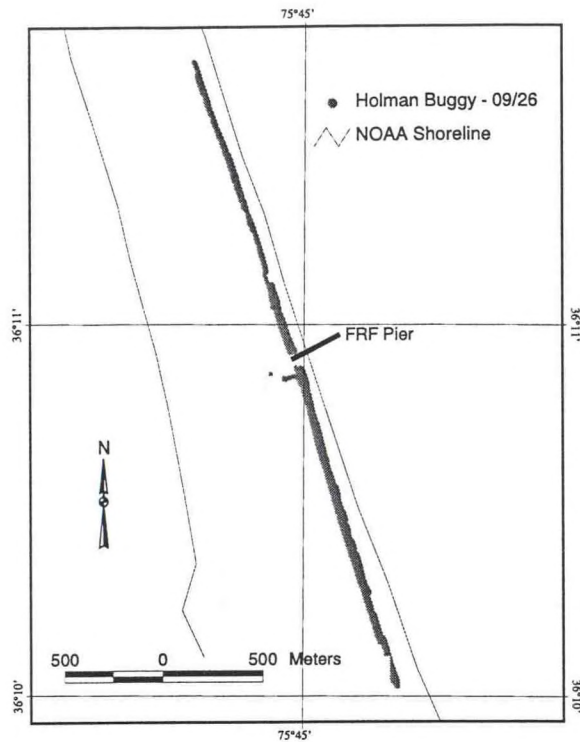 75°45'
Holman Buggy - 09/26
NOAA Shoreline
36°11'
36°11'
FRF Pier
N
500 0 500 Meters
36°10'
36°10'
75°45'